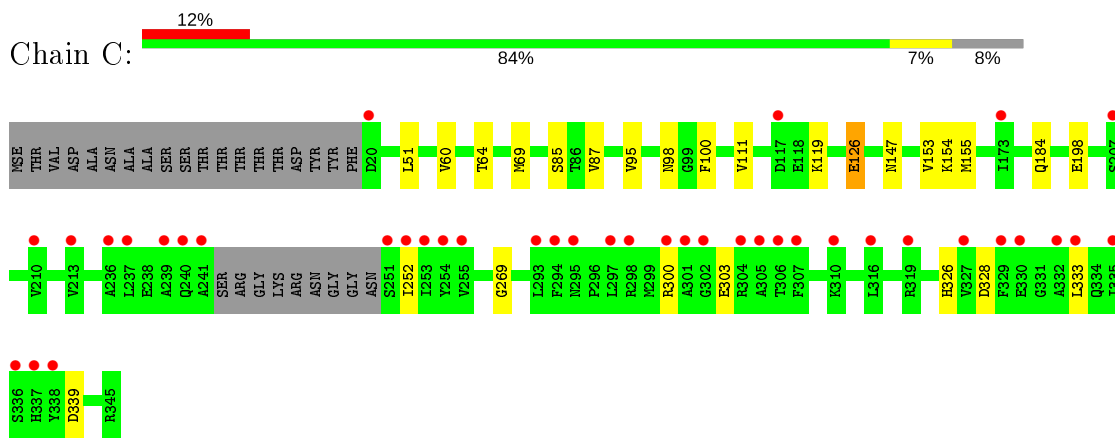 12%
Chain C:
84% 7% 8%
MSE THR VAL ASP ALA ASN ALA ALA SER SER THR THR THR THR THR ASP TYR TYR PHE D20 L51 V60 T64 M69 S85 T86 V87 V95 N98 G99 F100 V111 D117 E118 K119 E126 N147 V153 K154 M155 I173 Q184 E198 S207
V210 V213 A236 L237 E238 A239 Q240 A241 SER ARG GLY LYS ARG ASN GLY GLY ASN S251 I252 I253 Y254 V255 G269 L293 F294 N295 P296 L297 R298 M299 R300 A301 G302 E303 R304 A305 T306 F307 K310 L316 R319 H326 V327 D328 F329 E330 G331 A332 L333 Q334 I335
S336 H337 Y338 D339 R345